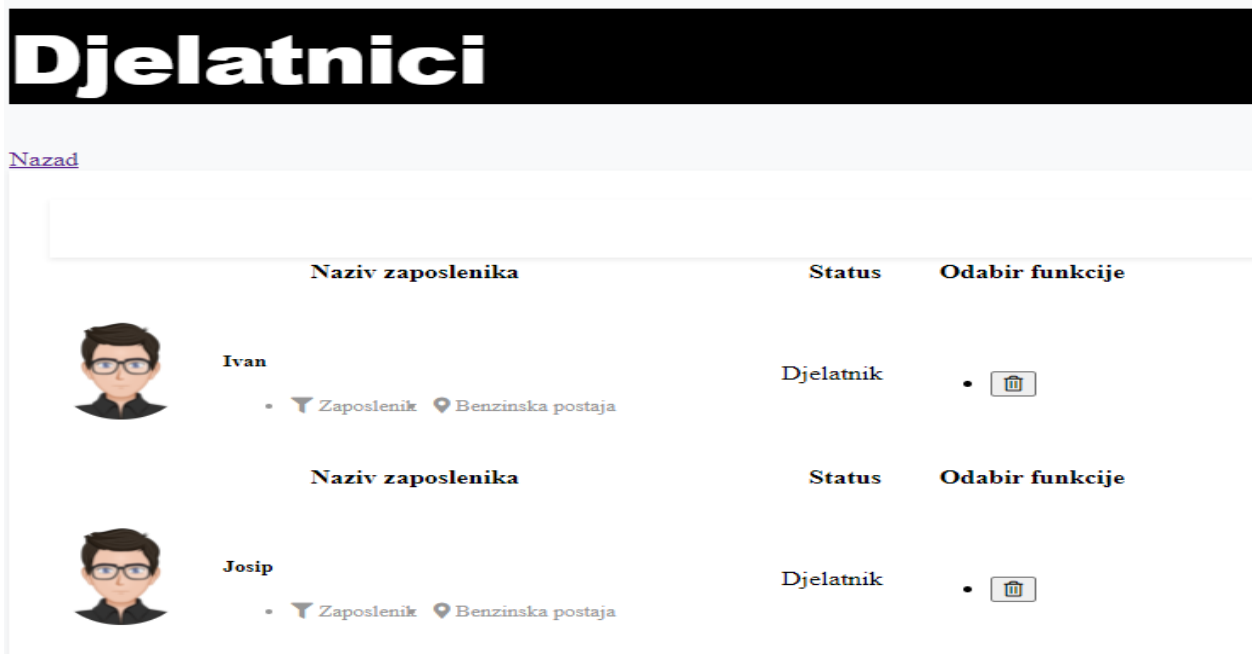 Djelatnici
Nazad
Naziv zaposlenika Status Odabir funkcije
Ivan
Djelatnik
Zaposlenik Benzinska postaja
Naziv zaposlenika Status Odabir funkcije
Josip
Djelatnik
Zaposlenik Benzinska postaja